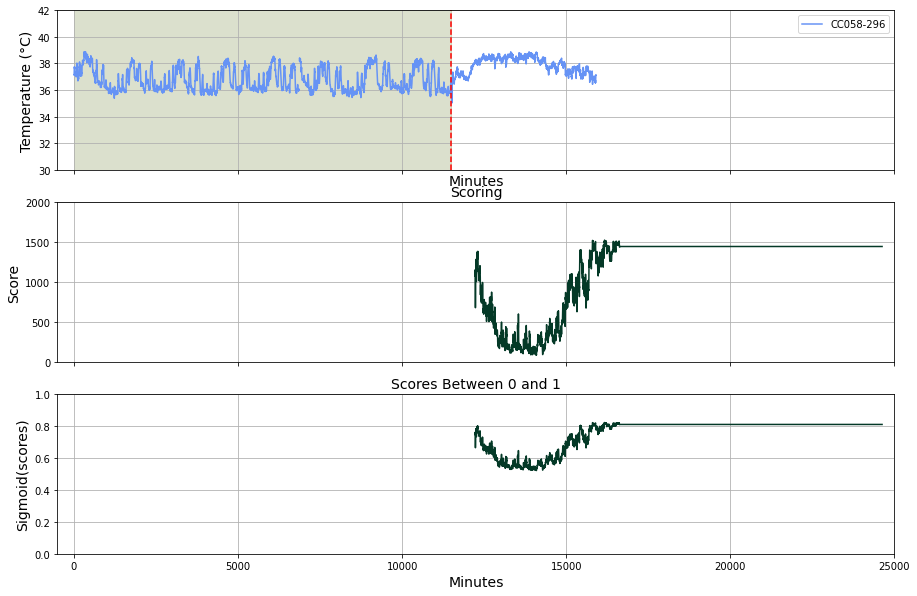 42
40
38
36
34
32
30
Temperature (°C)
CC058-296
Minutes
Scoring
2000
1500
1000
500
0
Score
Scores Between 0 and 1
1.0
0.8
0.6
0.4
0.2
0.0
Sigmoid(scores)
0 5000 10000 15000 20000 25000
Minutes